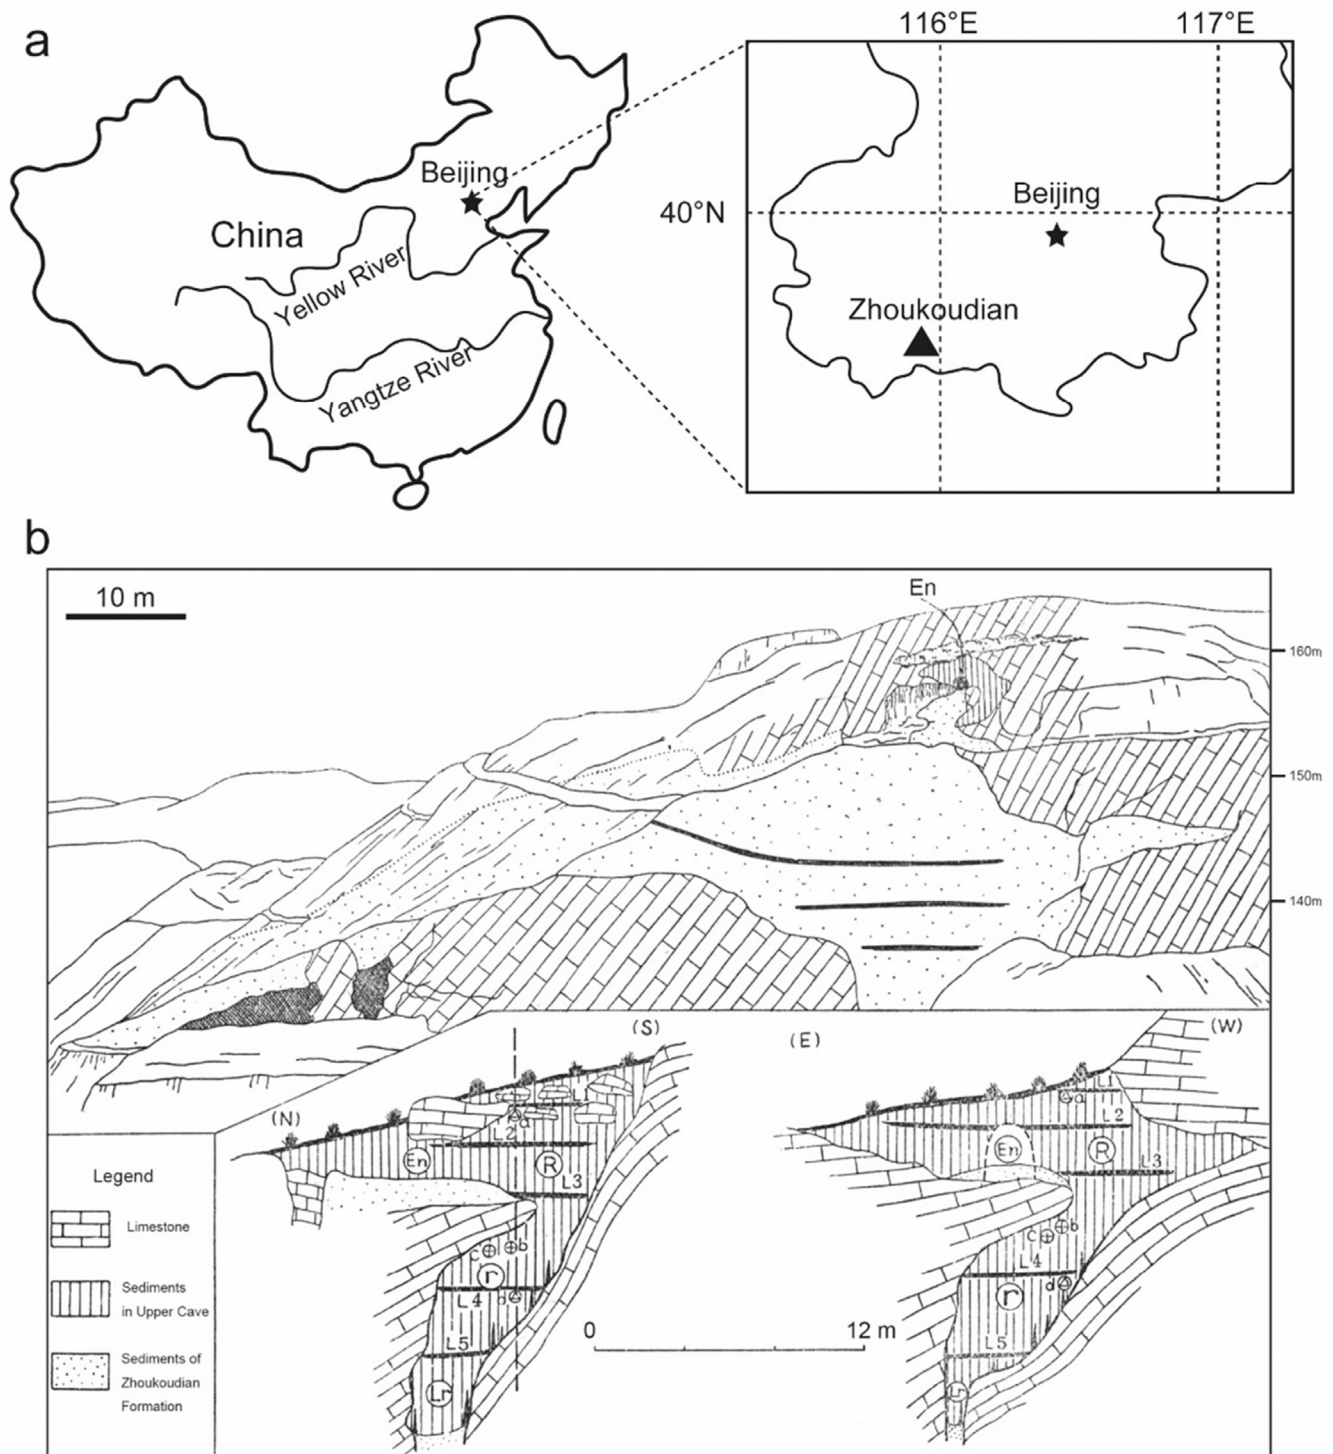 a
116°E
117°E
Beijing
China
Yellow River
Yangtze River
40°N
Beijing
Zhoukoudian
b
10 m
En
160m
150m
140m
(N)
(S)
(E)
(W)
L1
a
L2
En
R
L3
c
b
r
L4
d
L5
Lr
0
12 m
L1
a
L2
En
R
L3
c
b
L4
d
r
L5
Lr
Legend
Limestone
Sediments
in Upper Cave
Sediments of
Zhoukoudian
Formation